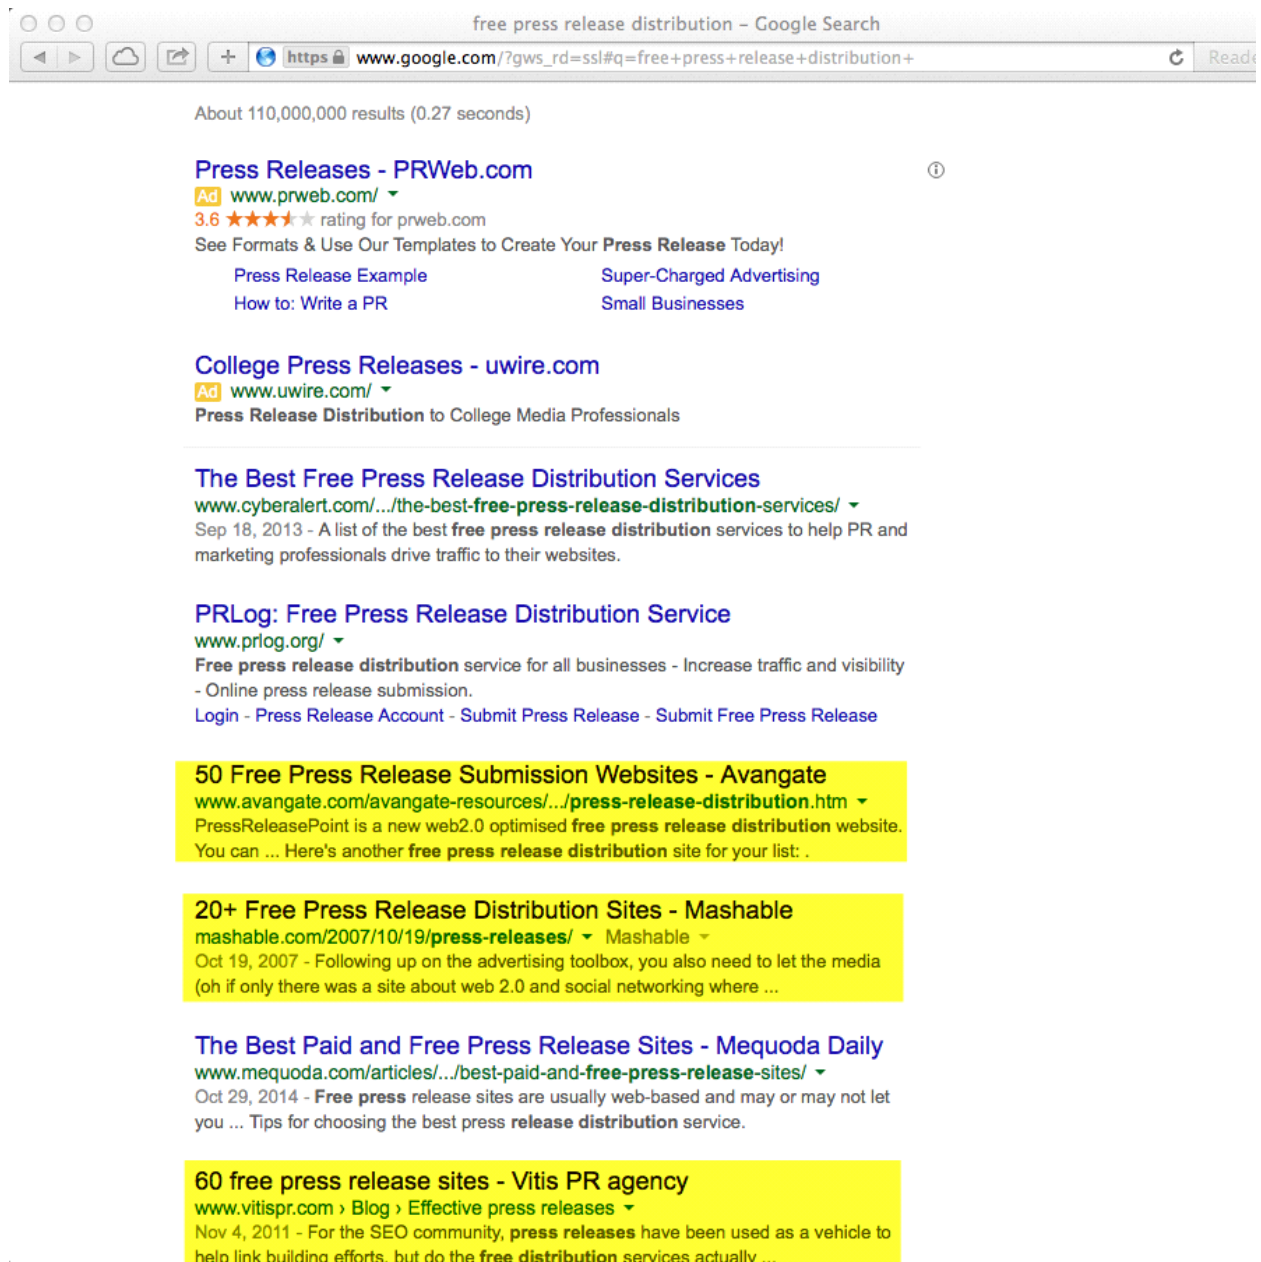 free press release distribution – Google Search
https www.google.com/?gws_rd=ssl#q=free+press+release+distribution+
Reade
About 110,000,000 results (0.27 seconds)
Press Releases - PRWeb.com
Ad www.prweb.com/
3.6 rating for prweb.com
See Formats & Use Our Templates to Create Your Press Release Today!
Press Release Example Super-Charged Advertising
How to: Write a PR Small Businesses
College Press Releases - uwire.com
Ad www.uwire.com/
Press Release Distribution to College Media Professionals
The Best Free Press Release Distribution Services
www.cyberalert.com/.../the-best-free-press-release-distribution-services/
Sep 18, 2013 - A list of the best free press release distribution services to help PR and
marketing professionals drive traffic to their websites.
PRLog: Free Press Release Distribution Service
www.prlog.org/
Free press release distribution service for all businesses - Increase traffic and visibility
- Online press release submission.
Login - Press Release Account - Submit Press Release - Submit Free Press Release
50 Free Press Release Submission Websites - Avangate
www.avangate.com/avangate-resources/.../press-release-distribution.htm
PressReleasePoint is a new web2.0 optimised free press release distribution website.
You can ... Here's another free press release distribution site for your list: .
20+ Free Press Release Distribution Sites - Mashable
mashable.com/2007/10/19/press-releases/ Mashable
Oct 19, 2007 - Following up on the advertising toolbox, you also need to let the media
(oh if only there was a site about web 2.0 and social networking where ...
The Best Paid and Free Press Release Sites - Mequoda Daily
www.mequoda.com/articles/.../best-paid-and-free-press-release-sites/
Oct 29, 2014 - Free press release sites are usually web-based and may or may not let
you ... Tips for choosing the best press release distribution service.
60 free press release sites - Vitis PR agency
www.vitispr.com › Blog › Effective press releases
Nov 4, 2011 - For the SEO community, press releases have been used as a vehicle to
help link building efforts, but do the free distribution services actually ...